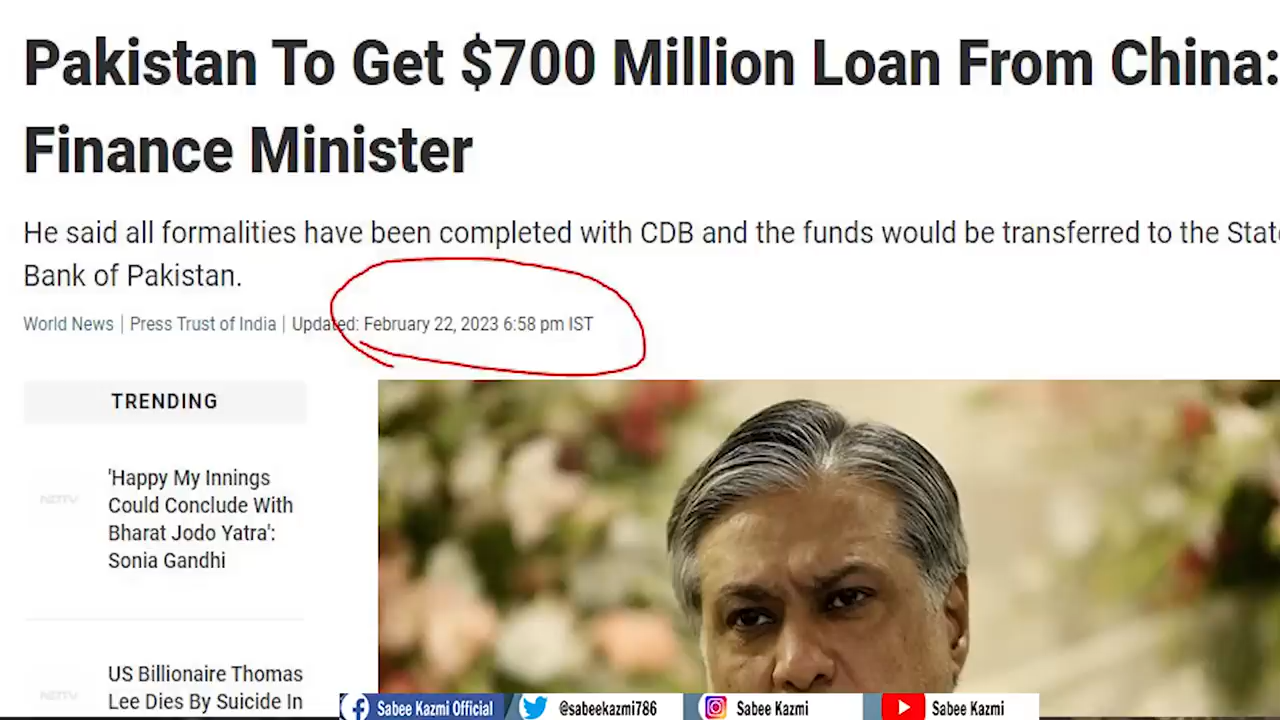 Pakistan To Get $700 Million Loan From China:
Finance Minister
He said all formalities have been completed with CDB and the funds would be transferred to the State
Bank of Pakistan.
World News | Press Trust of India | Updated: February 22, 2023 6:58 pm IST
TRENDING
NDTV
'Happy My Innings
Could Conclude With
Bharat Jodo Yatra':
Sonia Gandhi
NDTV
US Billionaire Thomas
Lee Dies By Suicide In
Sabee Kazmi Official @sabeekazmi786 Sabee Kazmi Sabee Kazmi